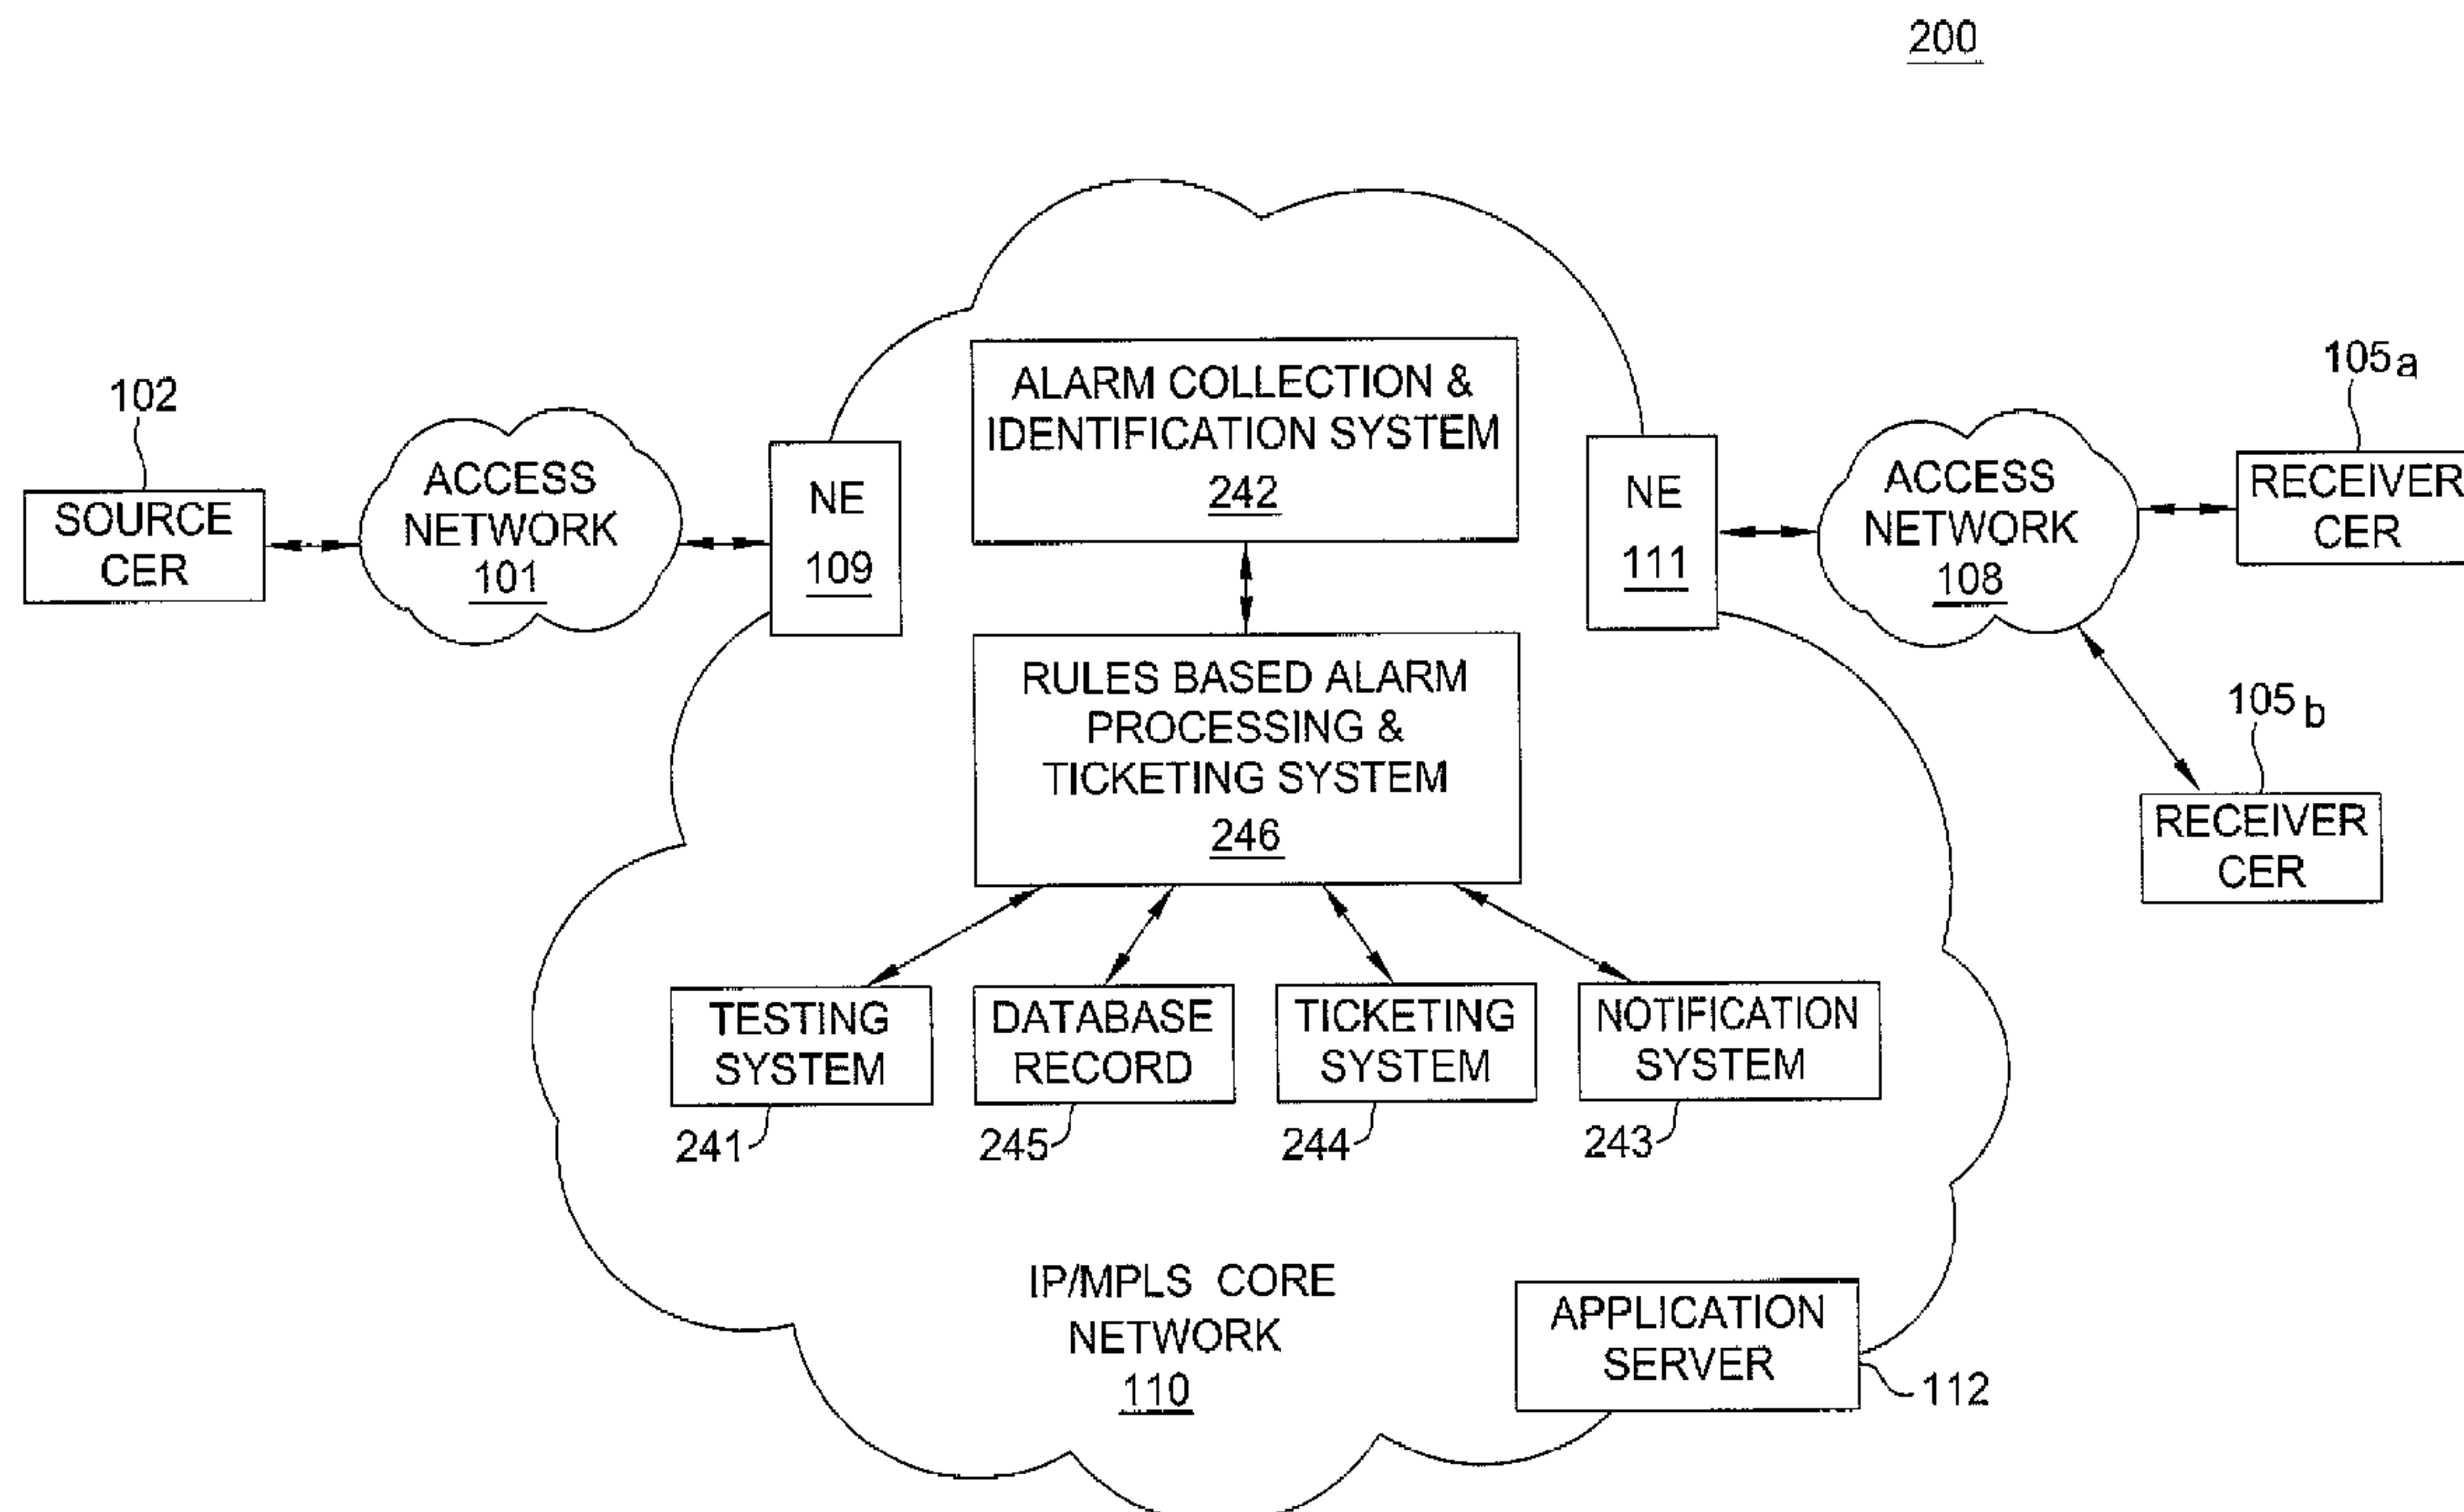 200
102
SOURCE
CER
ACCESS
NETWORK
101
NE
109
ALARM COLLECTION &
IDENTIFICATION SYSTEM
242
NE
111
ACCESS
NETWORK
108
105a
RECEIVER
CER
105b
RECEIVER
CER
RULES BASED ALARM
PROCESSING &
TICKETING SYSTEM
246
TESTING
SYSTEM
241
DATABASE
RECORD
245
TICKETING
SYSTEM
244
NOTIFICATION
SYSTEM
243
IP/MPLS CORE
NETWORK
110
APPLICATION
SERVER
112